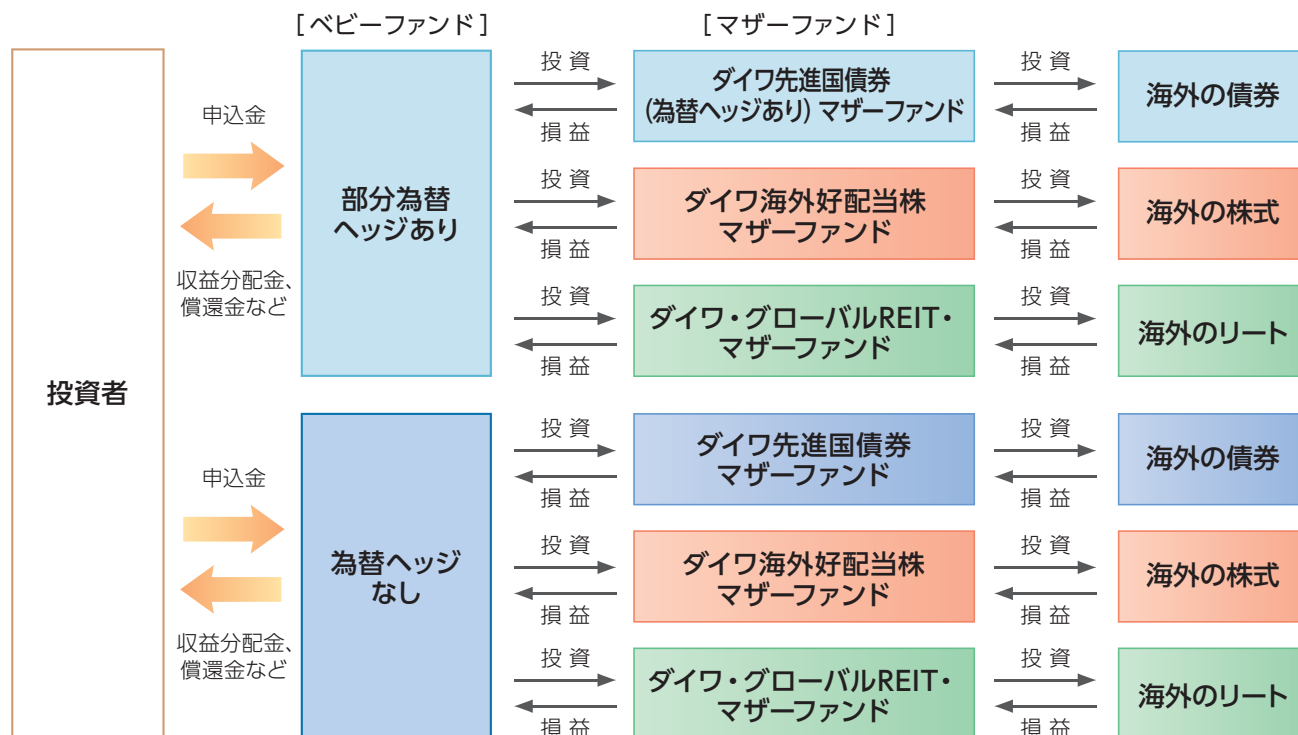 [ベビーファンド]
[マザーファンド]
投資者
申込金
収益分配金、
償還金など
部分為替
ヘッジあり
投資
損益
ダイワ先進国債券
(為替ヘッジあり) マザーファンド
投資
損益
海外の債券
投資
損益
ダイワ海外好配当株
マザーファンド
投資
損益
海外の株式
投資
損益
ダイワ・グローバルREIT・
マザーファンド
投資
損益
海外のリート
申込金
収益分配金、
償還金など
為替ヘッジ
なし
投資
損益
ダイワ先進国債券
マザーファンド
投資
損益
海外の債券
投資
損益
ダイワ海外好配当株
マザーファンド
投資
損益
海外の株式
投資
損益
ダイワ・グローバルREIT・
マザーファンド
投資
損益
海外のリート